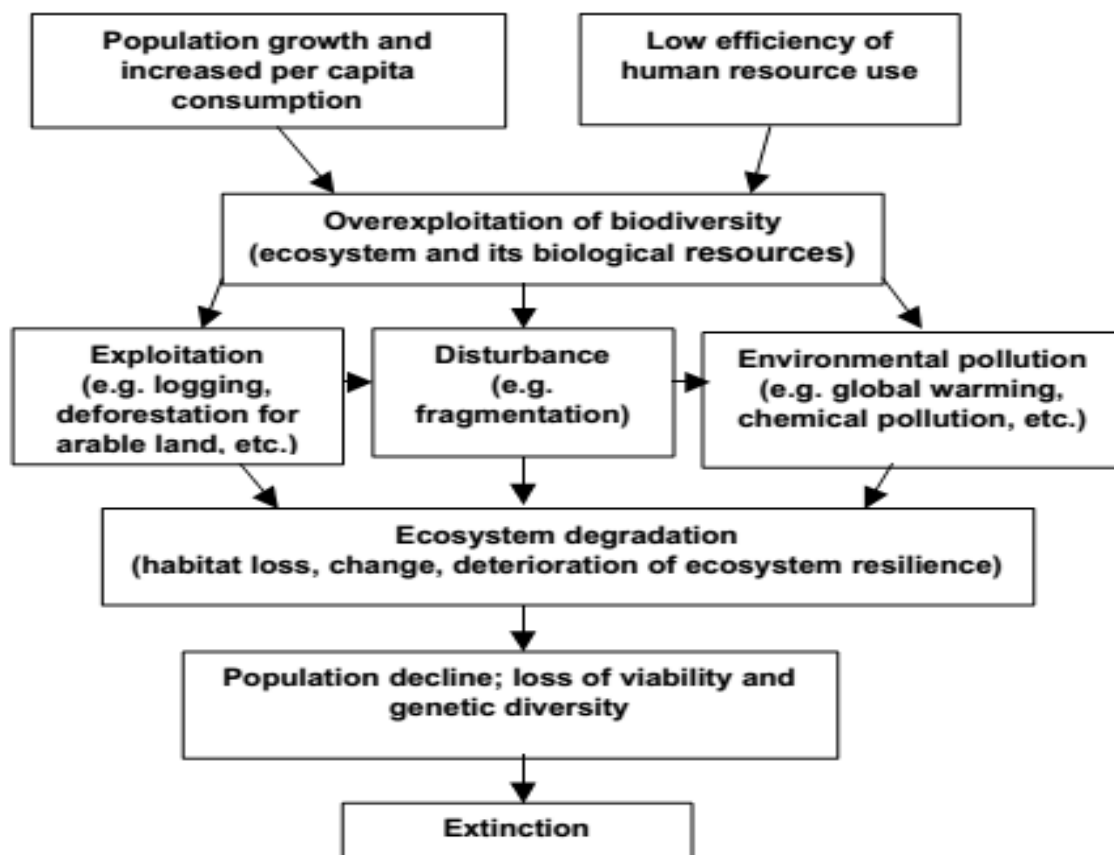 Population growth and
increased per capita
consumption
Low efficiency of
human resource use
Overexploitation of biodiversity
(ecosystem and its biological resources)
Exploitation
(e.g. logging,
deforestation for
arable land, etc.)
Disturbance
(e.g.
fragmentation)
Environmental pollution
(e.g. global warming,
chemical pollution, etc.)
Ecosystem degradation
(habitat loss, change, deterioration of ecosystem resilience)
Population decline; loss of viability and
genetic diversity
Extinction